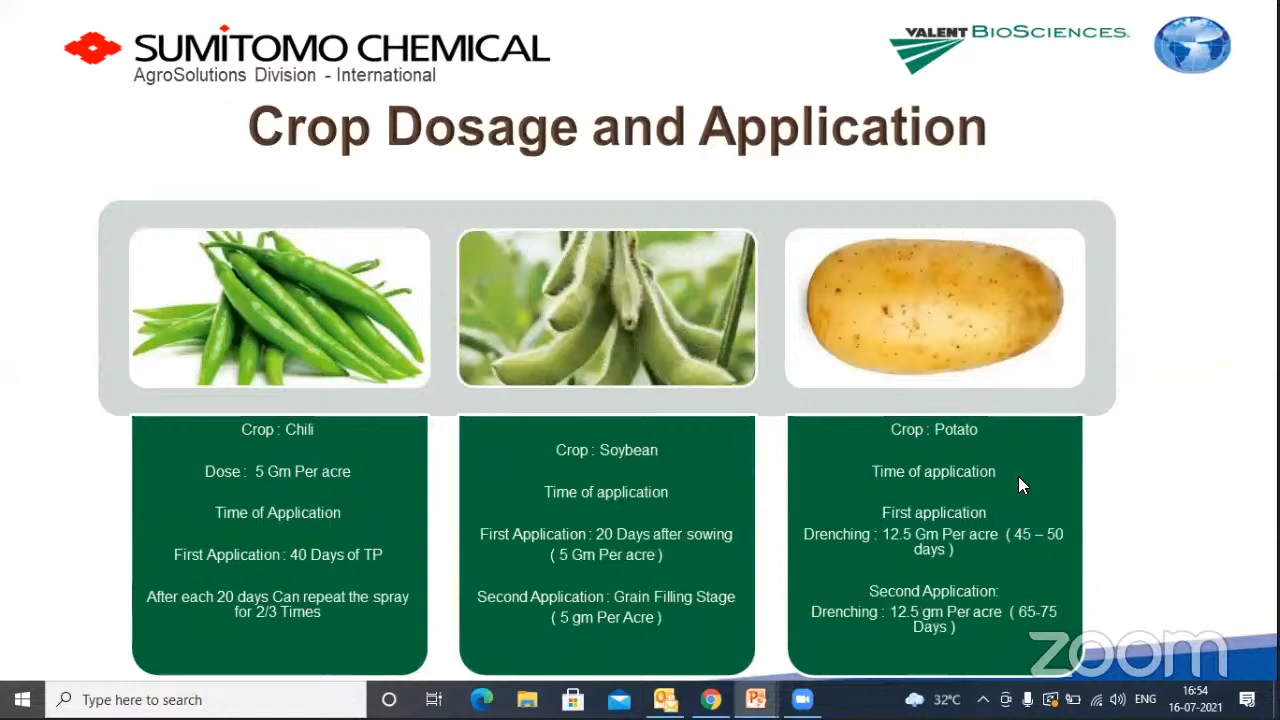 SUMİTOMO CHEMICAL
AgroSolutions Division - International
VALENT BIOSCIENCES
Crop Dosage and Application
Crop : Chili
Dose : 5 Gm Per acre
Time of Application
First Application : 40 Days of TP
After each 20 days Can repeat the spray
for 2/3 Times
Crop : Soybean
Time of application
First Application : 20 Days after sowing
( 5 Gm Per acre )
Second Application : Grain Filling Stage
( 5 gm Per Acre )
Crop : Potato
Time of application
First application
Drenching : 12.5 Gm Per acre ( 45 – 50
days )
Second Application:
Drenching : 12.5 gm Per acre ( 65-75
Days )
zoom
Type here to search
32°C
ENG
16:54
16-07-2021